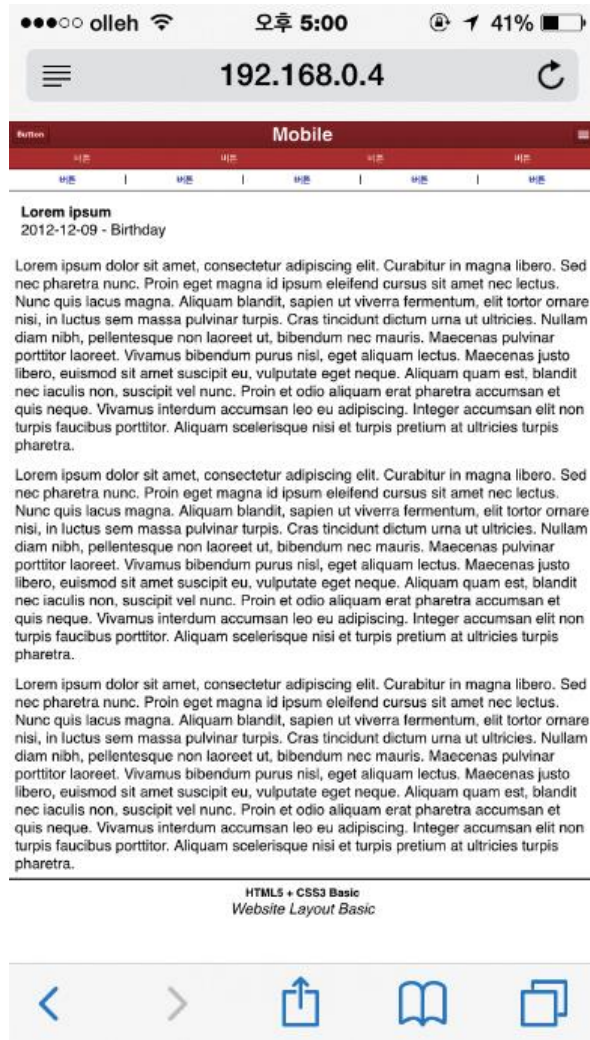 olleh 오후 5:00 41%
192.168.0.4
Button Mobile
버튼 버튼 버튼 버튼
버튼 | 버튼 | 버튼 | 버튼 | 버튼
Lorem ipsum
2012-12-09 - Birthday
Lorem ipsum dolor sit amet, consectetur adipiscing elit. Curabitur in magna libero. Sed
nec pharetra nunc. Proin eget magna id ipsum eleifend cursus sit amet nec lectus.
Nunc quis lacus magna. Aliquam blandit, sapien ut viverra fermentum, elit tortor ornare
nisi, in luctus sem massa pulvinar turpis. Cras tincidunt dictum urna ut ultricies. Nullam
diam nibh, pellentesque non laoreet ut, bibendum nec mauris. Maecenas pulvinar
porttitor laoreet. Vivamus bibendum purus nisl, eget aliquam lectus. Maecenas justo
libero, euismod sit amet suscipit eu, vulputate eget neque. Aliquam quam est, blandit
nec iaculis non, suscipit vel nunc. Proin et odio aliquam erat pharetra accumsan et
quis neque. Vivamus interdum accumsan leo eu adipiscing. Integer accumsan elit non
turpis faucibus porttitor. Aliquam scelerisque nisi et turpis pretium at ultricies turpis
pharetra.
Lorem ipsum dolor sit amet, consectetur adipiscing elit. Curabitur in magna libero. Sed
nec pharetra nunc. Proin eget magna id ipsum eleifend cursus sit amet nec lectus.
Nunc quis lacus magna. Aliquam blandit, sapien ut viverra fermentum, elit tortor ornare
nisi, in luctus sem massa pulvinar turpis. Cras tincidunt dictum urna ut ultricies. Nullam
diam nibh, pellentesque non laoreet ut, bibendum nec mauris. Maecenas pulvinar
porttitor laoreet. Vivamus bibendum purus nisl, eget aliquam lectus. Maecenas justo
libero, euismod sit amet suscipit eu, vulputate eget neque. Aliquam quam est, blandit
nec iaculis non, suscipit vel nunc. Proin et odio aliquam erat pharetra accumsan et
quis neque. Vivamus interdum accumsan leo eu adipiscing. Integer accumsan elit non
turpis faucibus porttitor. Aliquam scelerisque nisi et turpis pretium at ultricies turpis
pharetra.
Lorem ipsum dolor sit amet, consectetur adipiscing elit. Curabitur in magna libero. Sed
nec pharetra nunc. Proin eget magna id ipsum eleifend cursus sit amet nec lectus.
Nunc quis lacus magna. Aliquam blandit, sapien ut viverra fermentum, elit tortor ornare
nisi, in luctus sem massa pulvinar turpis. Cras tincidunt dictum urna ut ultricies. Nullam
diam nibh, pellentesque non laoreet ut, bibendum nec mauris. Maecenas pulvinar
porttitor laoreet. Vivamus bibendum purus nisl, eget aliquam lectus. Maecenas justo
libero, euismod sit amet suscipit eu, vulputate eget neque. Aliquam quam est, blandit
nec iaculis non, suscipit vel nunc. Proin et odio aliquam erat pharetra accumsan et
quis neque. Vivamus interdum accumsan leo eu adipiscing. Integer accumsan elit non
turpis faucibus porttitor. Aliquam scelerisque nisi et turpis pretium at ultricies turpis
pharetra.
HTML5 + CSS3 Basic
Website Layout Basic